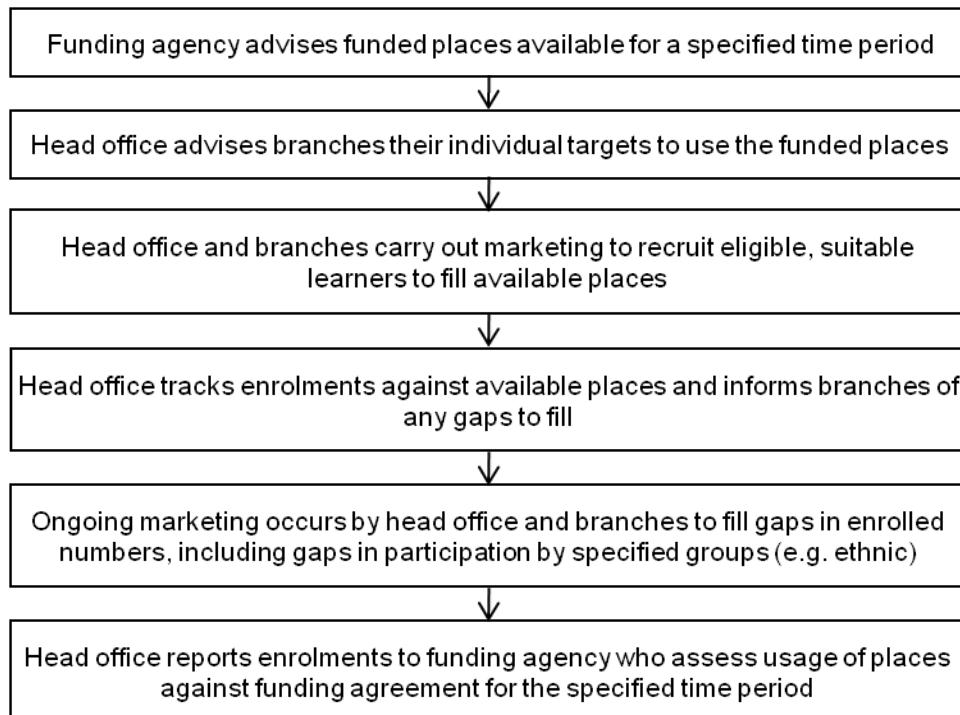 Funding agency advises funded places available for a specified time period
Head office advises branches their individual targets to use the funded places
Head office and branches carry out marketing to recruit eligible, suitable
learners to fill available places
Head office tracks enrolments against available places and informs branches of
any gaps to fill
Ongoing marketing occurs by head office and branches to fill gaps in enrolled
numbers, including gaps in participation by specified groups (e.g. ethnic)
Head office reports enrolments to funding agency who assess usage of places
against funding agreement for the specified time period